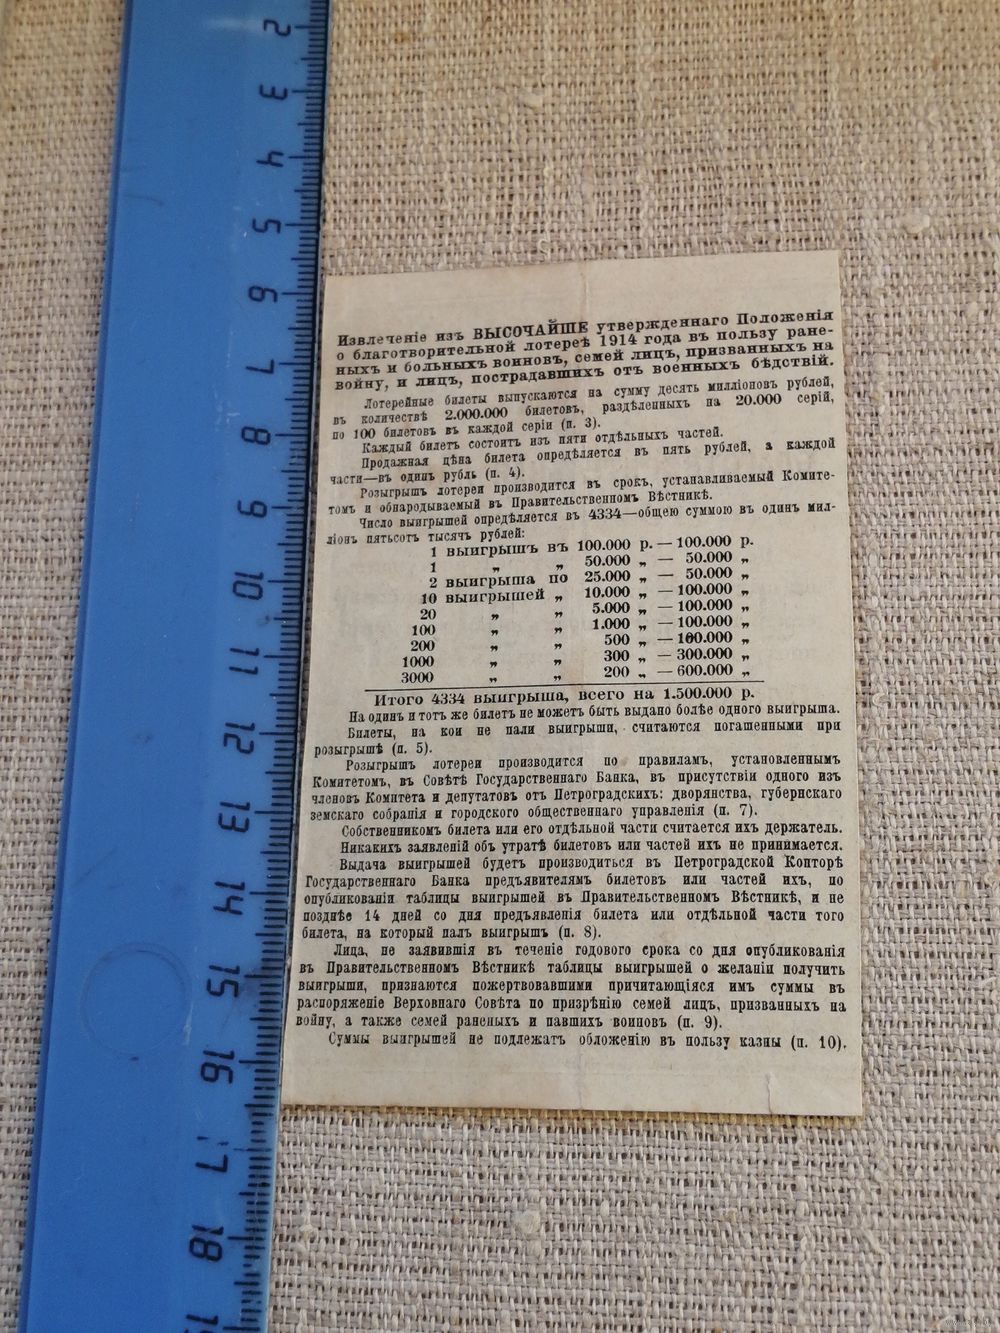 2
3
4
5
6
7
8
9
10
11
12
13
14
15
16
17
18
Извлеченіе изъ ВЫСОЧАЙШЕ утвержденнаго Положенія
о благотворительной лотереѣ 1914 года въ пользу ране-
ныхъ и больныхъ воиновъ, семей лицъ, призванныхъ на
войну, и лицъ, пострадавшихъ отъ военныхъ бѣдствій.
Лотерейные билеты выпускаются на сумму десять милліоновъ рублей,
въ количествѣ 2.000.000 билетовъ, раздѣленныхъ на 20.000 серій,
по 100 билетовъ въ каждой серіи (п. 3).
Каждый билетъ состоитъ изъ пяти отдѣльныхъ частей.
Продажная цѣна билета опредѣляется въ пять рублей, а каждой
части—въ одинъ рубль (п. 4).
Розыгрышъ лотереи производится въ срокъ, устанавливаемый Комите-
томъ и обнародываемый въ Правительственномъ Вѣстникѣ.
Число выигрышей опредѣляется въ 4334—общею суммою въ одинъ мил-
ліонъ пятьсотъ тысячъ рублей:
1 выигрышъ въ 100.000 р. — 100.000 р.
1 „ „ 50.000 „ — 50.000 „
2 выигрыша по 25.000 „ — 50.000 „
10 выигрышей „ 10.000 „ — 100.000 „
20 „ „ 5.000 „ — 100.000 „
100 „ „ 1.000 „ — 100.000 „
200 „ „ 500 „ — 100.000 „
1000 „ „ 300 „ — 300.000 „
3000 „ „ 200 „ — 600.000 „
Итого 4334 выигрыша, всего на 1.500.000 р.
На одинъ и тотъ же билетъ не можетъ быть выдано болѣе одного выигрыша.
Билеты, на кои не пали выигрыши, считаются погашенными при
розыгрышѣ (п. 5).
Розыгрышъ лотереи производится по правиламъ, установленнымъ
Комитетомъ, въ Совѣтѣ Государственнаго Банка, въ присутствіи одного изъ
членовъ Комитета и депутатовъ отъ Петроградскихъ: дворянства, губернскаго
земскаго собранія и городского общественнаго управленія (п. 7).
Собственникомъ билета или его отдѣльной части считается ихъ держатель.
Никакихъ заявленій объ утратѣ билетовъ или частей ихъ не принимается.
Выдача выигрышей будетъ производиться въ Петроградской Конторѣ
Государственнаго Банка предъявителямъ билетовъ или частей ихъ, по
опубликованіи таблицы выигрышей въ Правительственномъ Вѣстникѣ, и не
позднѣе 14 дней со дня предъявленія билета или отдѣльной части того
билета, на который палъ выигрышъ (п. 8).
Лица, не заявившія въ теченіе годового срока со дня опубликованія
въ Правительственномъ Вѣстникѣ таблицы выигрышей о желаніи получить
выигрыши, признаются пожертвовавшими причитающіяся имъ суммы въ
распоряженіе Верховнаго Совѣта по призрѣнію семей лицъ, призванныхъ на
войну, а также семей раненыхъ и павшихъ воиновъ (п. 9).
Суммы выигрышей не подлежатъ обложенію въ пользу казны (п. 10).